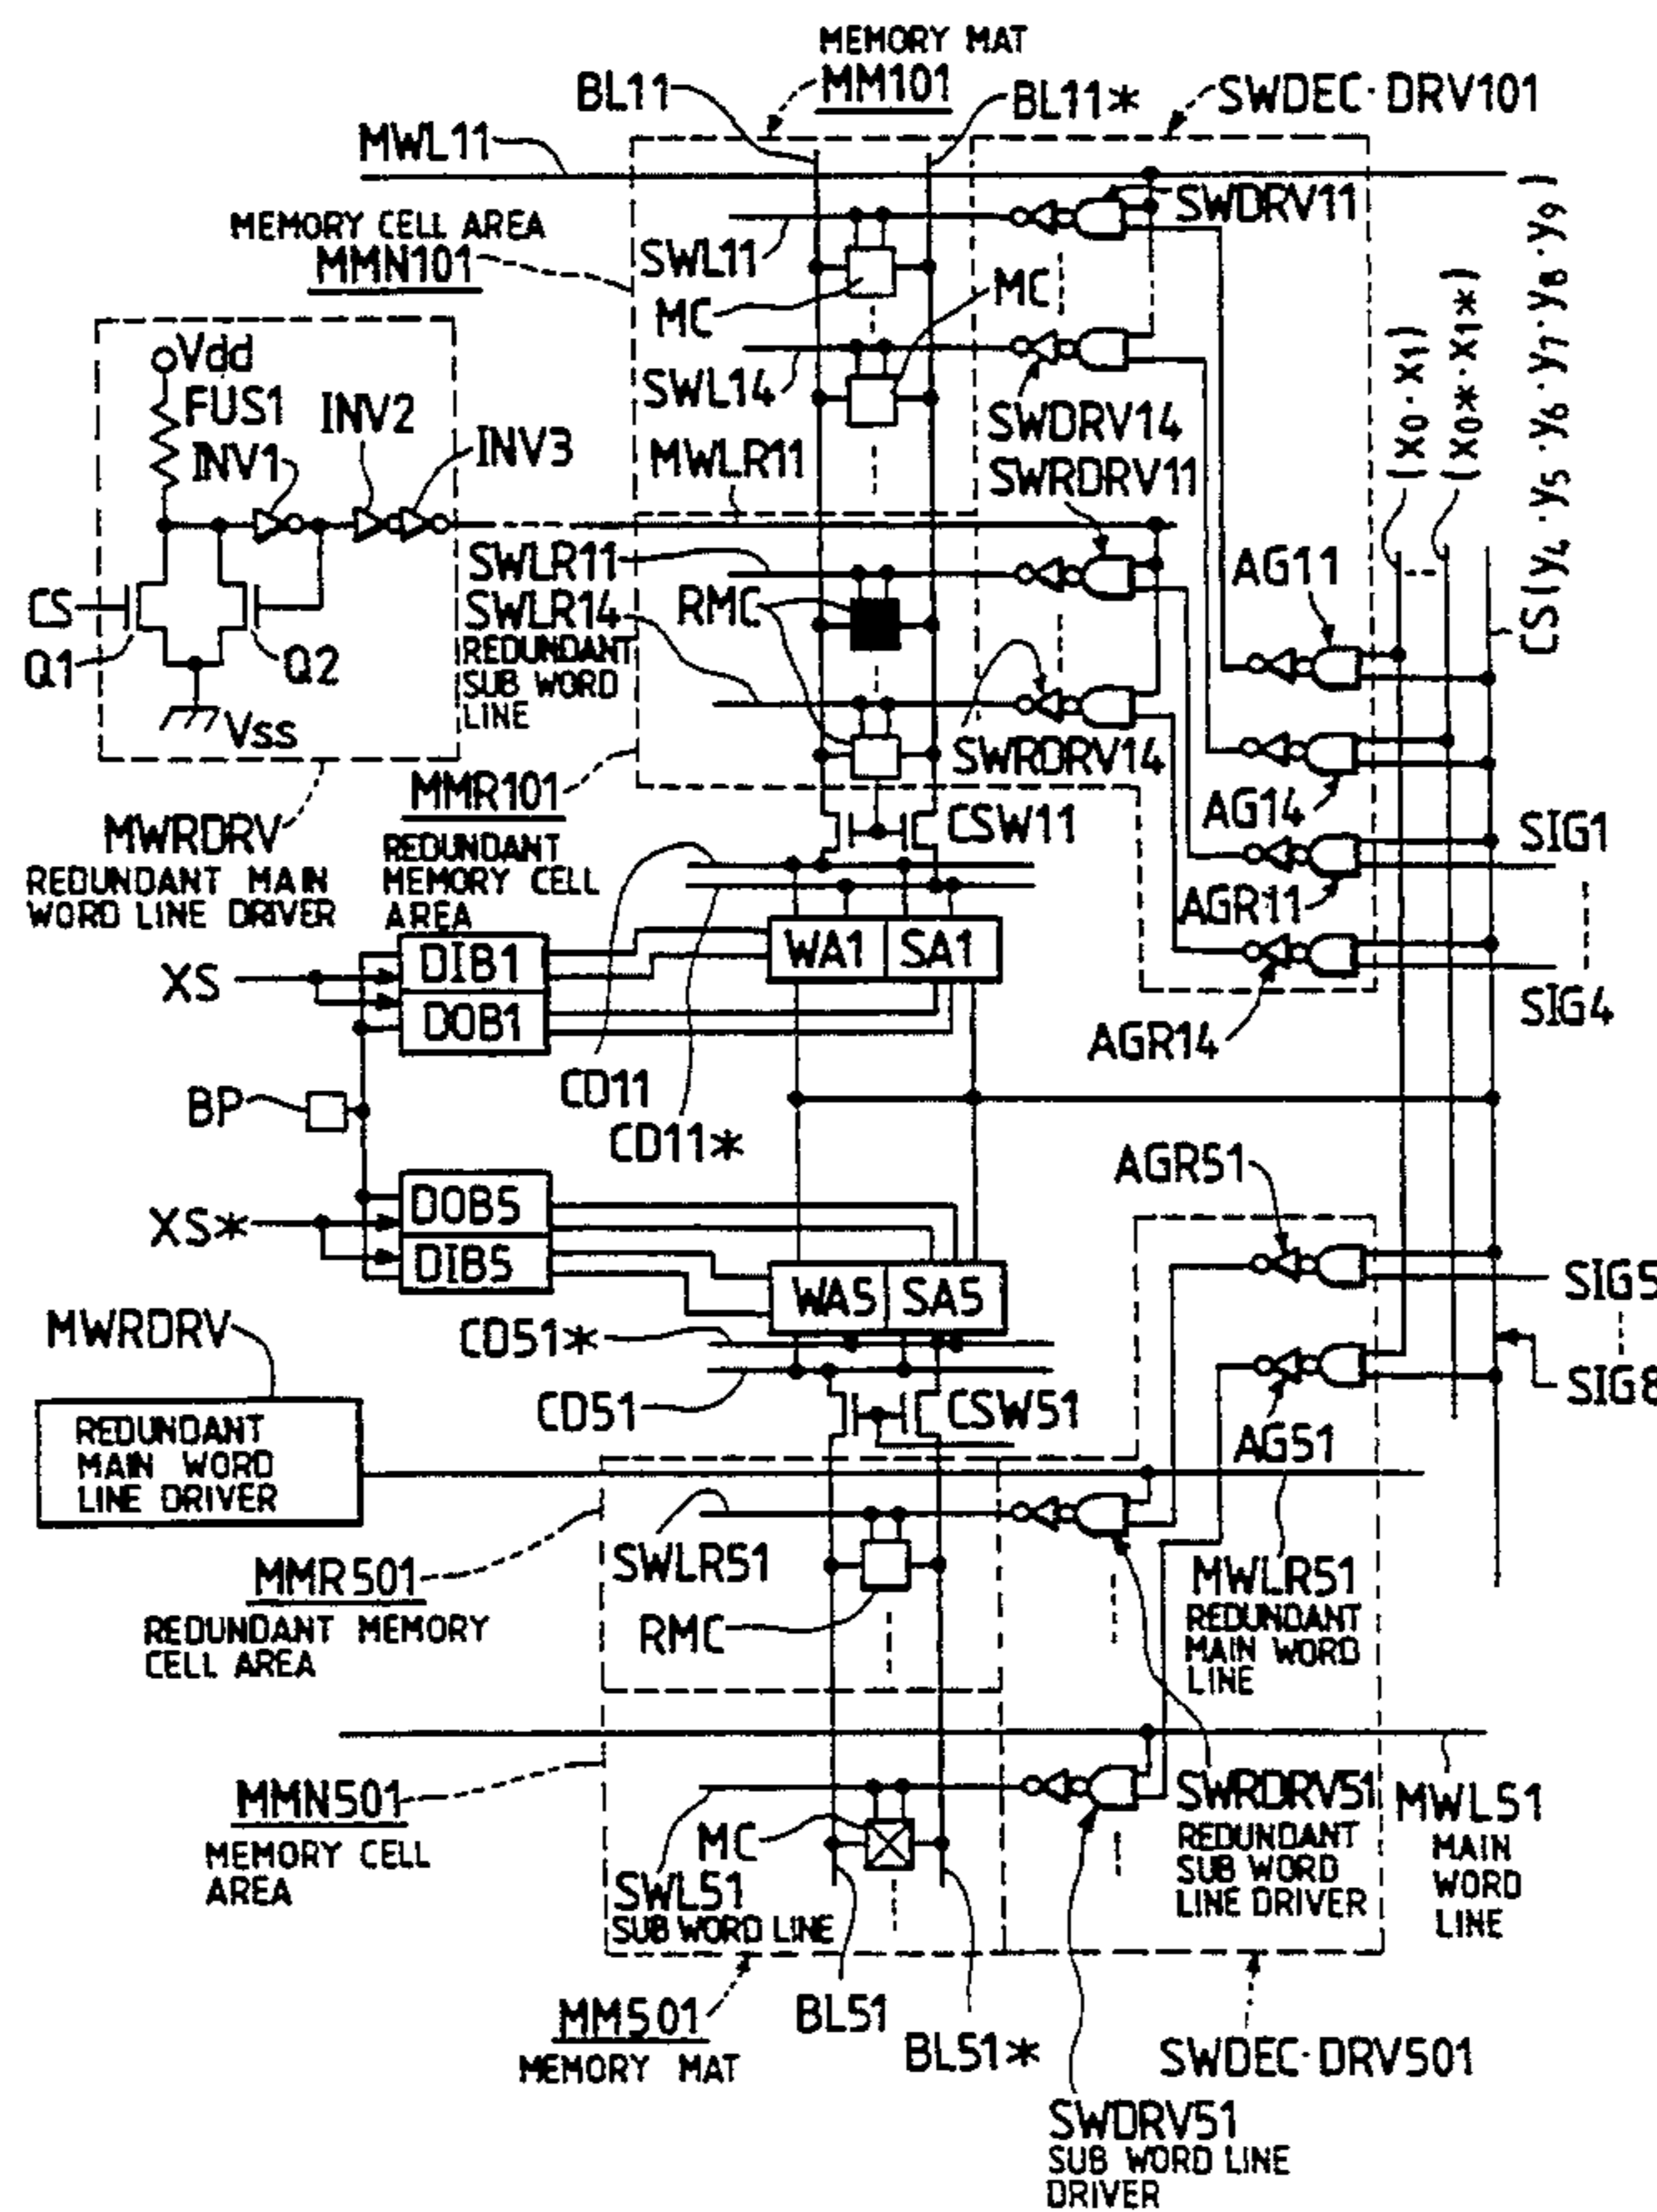 MEMORY MAT
MM101
BL11
BL11*
SWDEC·DRV101
MWL11
MEMORY CELL AREA
MMN101
SWL11
MC
MC
SWL14
SWDRV11
SWDRV14
CS(y4·y5·y6·y7·y8·y9)
(X0·X1)
(X0*·X1*)
Vdd
FUS1
INV1
INV2
INV3
MWLR11
SWRDRV11
CS
Q1
Q2
Vss
SWLR11
SWLR14
REDUNDANT
SUB WORD
LINE
RMC
AG11
SWRDRV14
MMR101
REDUNDANT
MEMORY CELL
AREA
MWRDRV
REDUNDANT MAIN
WORD LINE DRIVER
CSW11
AG14
SIG1
AGR11
XS
DIB1
DOB1
WA1
SA1
SIG4
AGR14
CD11
CD11*
BP
AGR51
XS*
DOB5
DIB5
WA5
SA5
SIG5
MWRDRV
CD51*
CD51
CSW51
AG51
SIG8
REDUNDANT
MAIN WORD
LINE DRIVER
MMR501
REDUNDANT MEMORY
CELL AREA
SWLR51
RMC
MWLR51
REDUNDANT
MAIN WORD
LINE
MMN501
MEMORY CELL
AREA
MC
SWL51
SUB WORD LINE
SWRDRV51
REDUNDANT
SUB WORD
LINE DRIVER
MWL51
MAIN
WORD
LINE
MM501
MEMORY MAT
BL51
BL51*
SWDEC·DRV501
SWDRV51
SUB WORD LINE
DRIVER